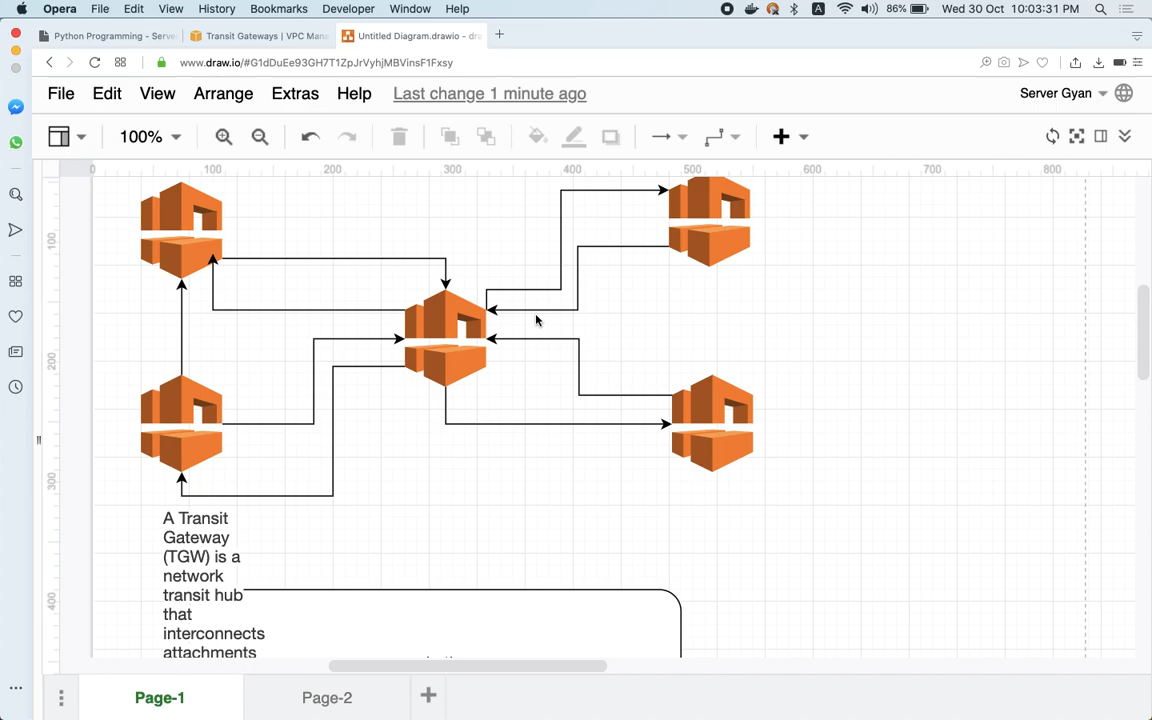 Opera File Edit View History Bookmarks Developer Window Help A 86% Wed 30 Oct 10:03:31 PM
Python Programming - Serve Transit Gateways | VPC Mana Untitled Diagram.drawio - dra
www.draw.io/#G1dDuEe93GH7T1ZpJrVyhjMBVinsF1Fxsy
File Edit View Arrange Extras Help Last change 1 minute ago Server Gyan
100%
0 100 200 300 400 500 600 700 800
100
200
300
400
A Transit
Gateway
(TGW) is a
network
transit hub
that
interconnects
attachments
Page-1 Page-2